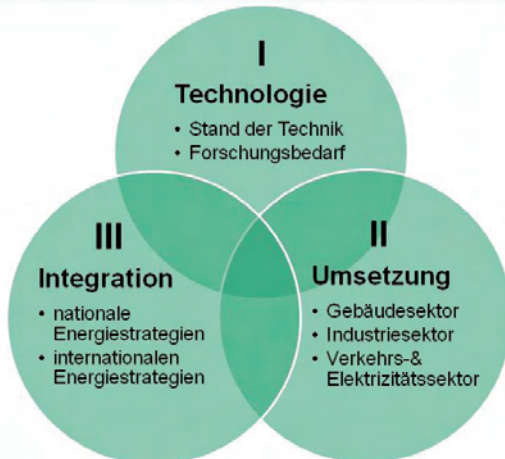 I
Technologie
• Stand der Technik
• Forschungsbedarf
III
Integration
• nationale
Energiestrategien
• internationalen
Energiestrategien
II
Umsetzung
• Gebäudesektor
• Industriesektor
• Verkehrs-&
Elektrizitätssektor